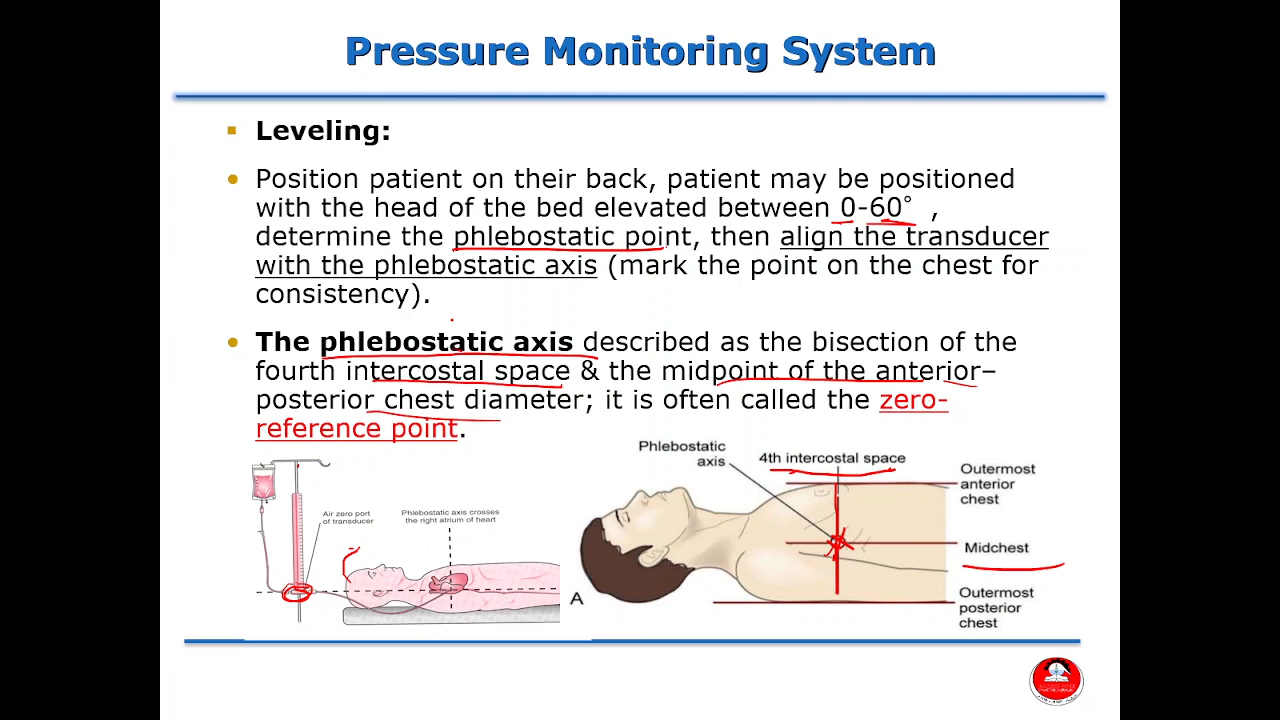 Pressure Monitoring System
Leveling:
Position patient on their back, patient may be positioned
with the head of the bed elevated between 0-60° ,
determine the phlebostatic point, then align the transducer
with the phlebostatic axis (mark the point on the chest for
consistency).
The phlebostatic axis described as the bisection of the
fourth intercostal space & the midpoint of the anterior–
posterior chest diameter; it is often called the zero-
reference point.
Air zero port
of transducer
Phlebostatic axis crosses
the right atrium of heart
Phlebostatic
axis
4th intercostal space
Outermost
anterior
chest
Midchest
Outermost
posterior
chest
A